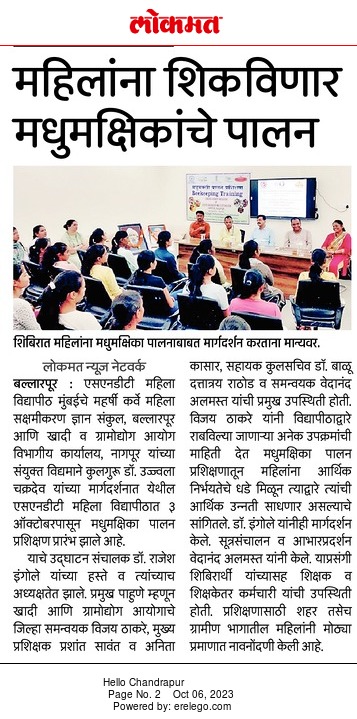 लोकमत
महिलांना शिकविणार
मधुमक्षिकांचे पालन
Beekeeping Training
शिबिरात महिलांना मधुमक्षिका पालनाबाबत मार्गदर्शन करताना मान्यवर.
लोकमत न्यूज नेटवर्क
बल्लारपूर : एसएनडीटी महिला
विद्यापीठ मुंबईचे महर्षी कर्वे महिला
सक्षमीकरण ज्ञान संकुल, बल्लारपूर
आणि खादी व ग्रामोद्योग आयोग
विभागीय कार्यालय, नागपूर यांच्या
संयुक्त विद्यमाने कुलगुरू डॉ. उज्ज्वला
चक्रदेव यांच्या मार्गदर्शनात येथील
एसएनडीटी महिला विद्यापीठात ३
ऑक्टोबरपासून मधुमक्षिका पालन
प्रशिक्षण प्रारंभ झाले आहे.
याचे उद्घाटन संचालक डॉ. राजेश
इंगोले यांच्या हस्ते व त्यांच्याच
अध्यक्षतेत झाले. प्रमुख पाहुणे म्हणून
खादी आणि ग्रामोद्योग आयोगाचे
जिल्हा समन्वयक विजय ठाकरे, मुख्य
प्रशिक्षक प्रशांत सावंत व अनिता
कासार, सहायक कुलसचिव डॉ. बाळू
दत्तात्रय राठोड व समन्वयक वेदानंद
अलमस्त यांची प्रमुख उपस्थिती होती.
विजय ठाकरे यांनी विद्यापीठाद्वारे
राबविल्या जाणाऱ्या अनेक उपक्रमांची
माहिती देत मधुमक्षिका पालन
प्रशिक्षणातून महिलांना आर्थिक
निर्भयतेचे धडे मिळून त्याद्वारे त्यांची
आर्थिक उन्नती साधणार असल्याचे
सांगितले. डॉ. इंगोले यांनीही मार्गदर्शन
केले. सूत्रसंचालन व आभारप्रदर्शन
वेदानंद अलमस्त यांनी केले. याप्रसंगी
शिबिरार्थी यांच्यासह शिक्षक व
शिक्षकेतर कर्मचारी यांची उपस्थिती
होती. प्रशिक्षणासाठी शहर तसेच
ग्रामीण भागातील महिलांनी मोठ्या
प्रमाणात नावनोंदणी केली आहे.
Hello Chandrapur
Page No. 2 Oct 06, 2023
Powered by: erelego.com